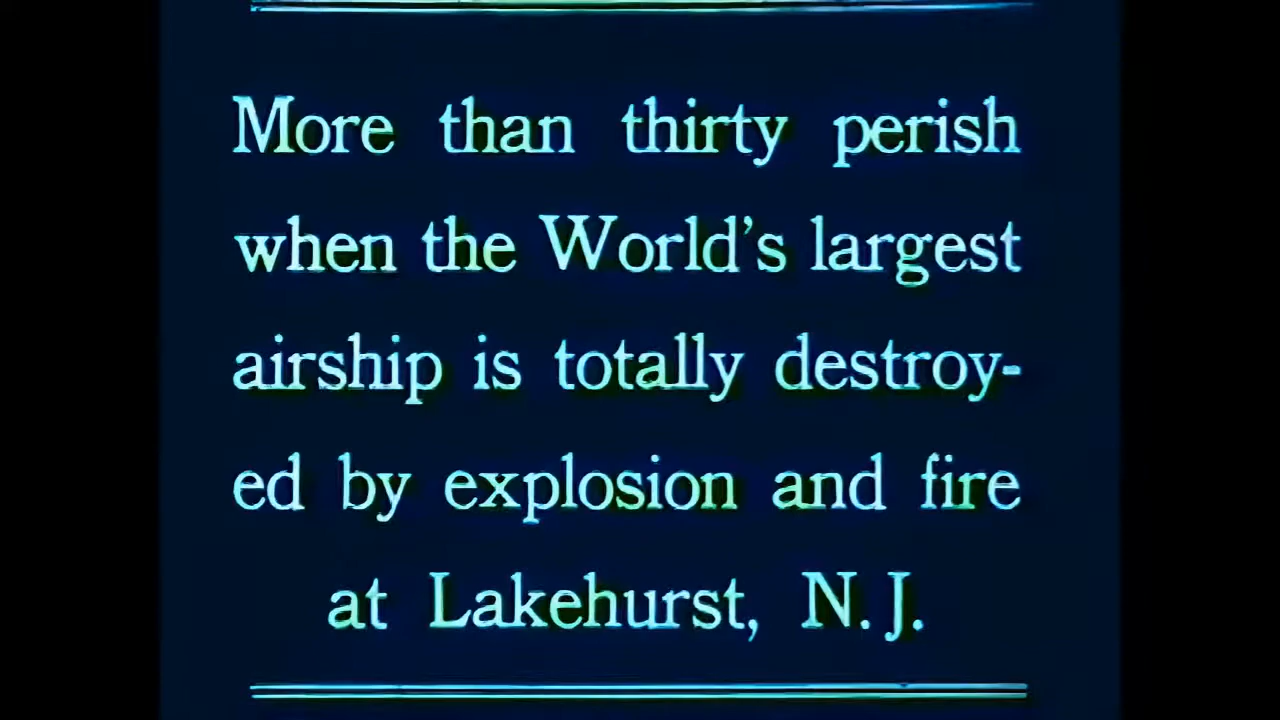 More than thirty perish
when the World's largest
airship is totally destroy-
ed by explosion and fire
at Lakehurst, N. J.